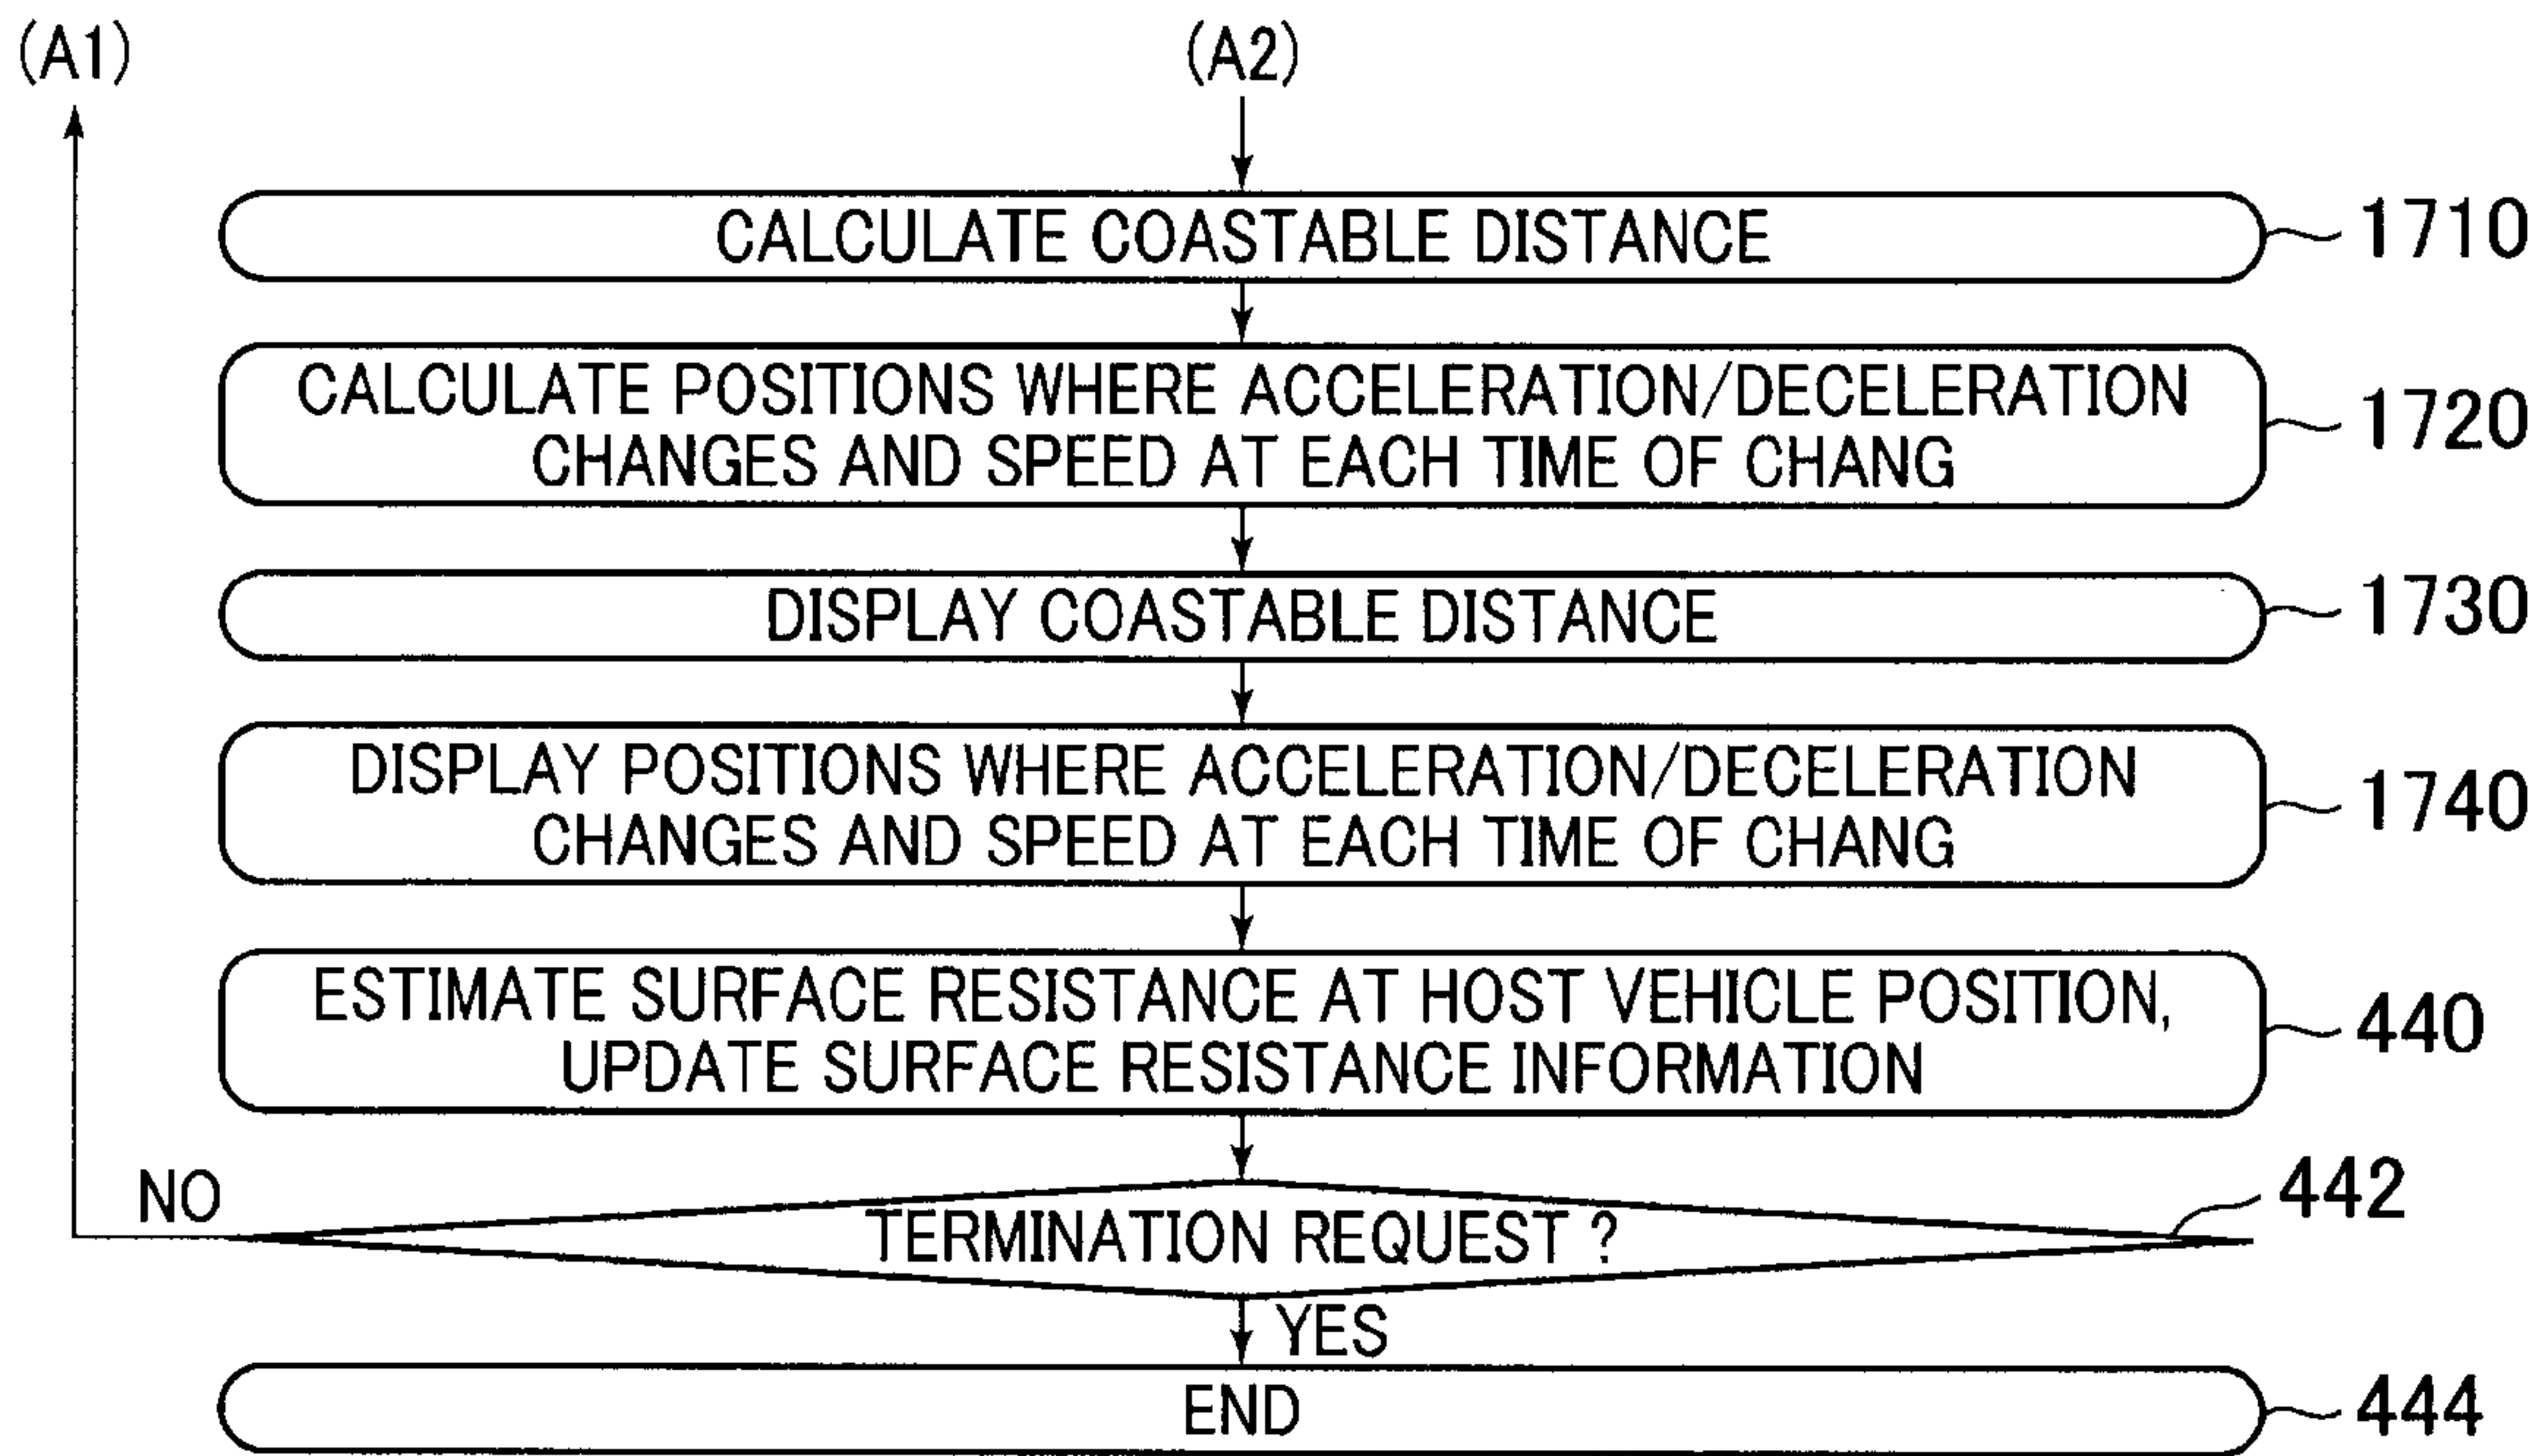 (A1)
(A2)
CALCULATE COASTABLE DISTANCE
1710
CALCULATE POSITIONS WHERE ACCELERATION/DECELERATION
CHANGES AND SPEED AT EACH TIME OF CHANG
1720
DISPLAY COASTABLE DISTANCE
1730
DISPLAY POSITIONS WHERE ACCELERATION/DECELERATION
CHANGES AND SPEED AT EACH TIME OF CHANG
1740
ESTIMATE SURFACE RESISTANCE AT HOST VEHICLE POSITION,
UPDATE SURFACE RESISTANCE INFORMATION
440
NO
TERMINATION REQUEST ?
442
YES
END
444